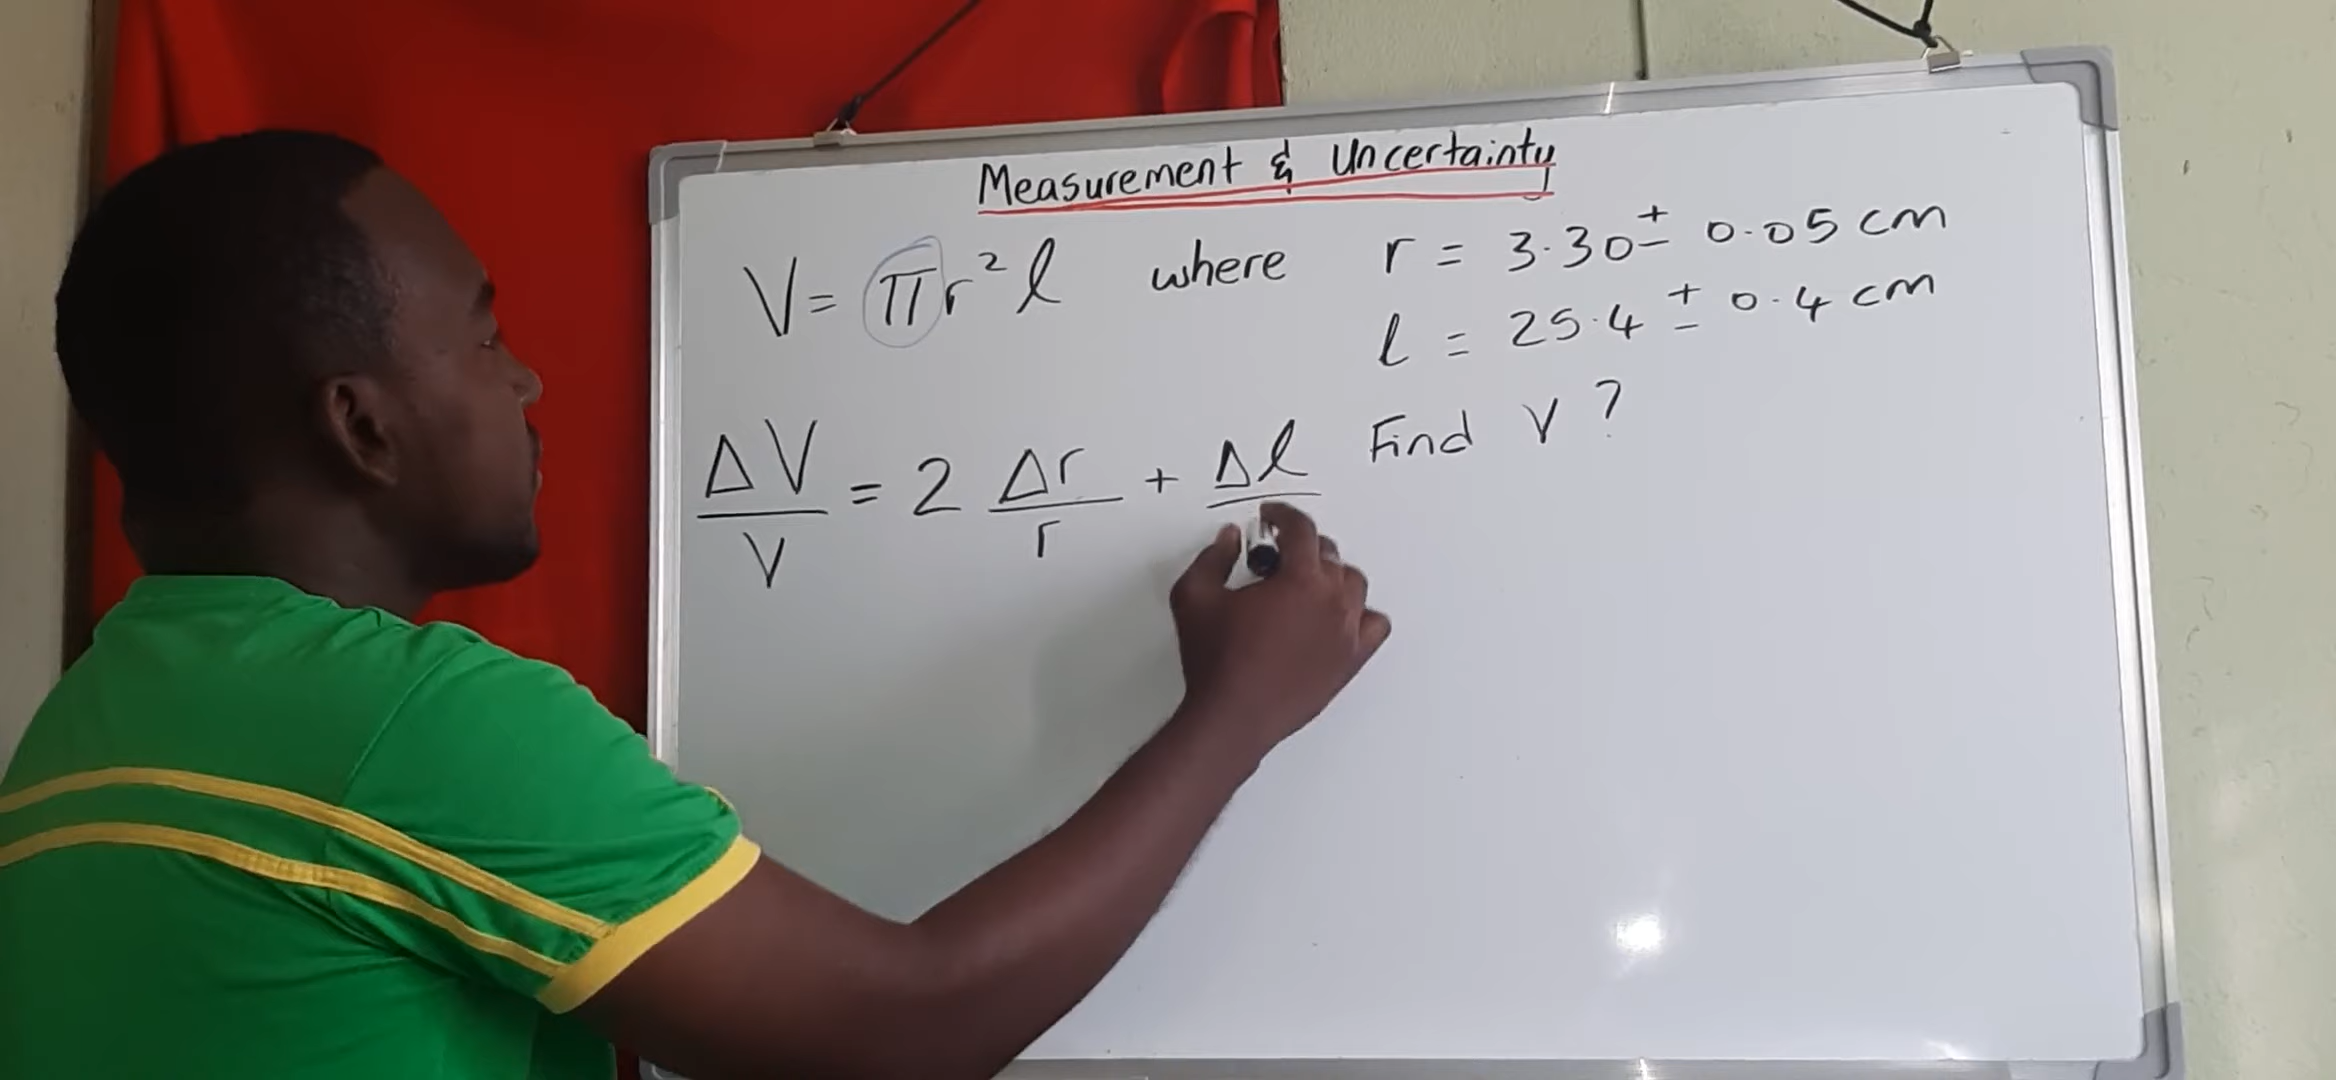 Measurement & Uncertainty
V = πr²l where r = 3.30 ± 0.05 cm
l = 25.4 ± 0.4 cm
Find V ?
ΔV/V = 2 Δr/r + Δl/